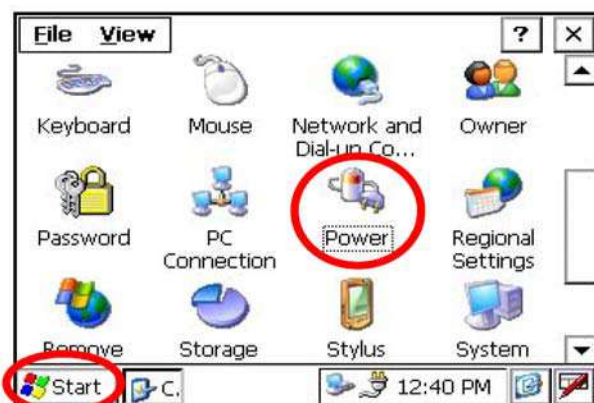 File View ? ×
Keyboard Mouse Network and Dial-up Co... Owner
Password PC Connection Power Regional Settings
Remove Storage Stylus System
Start C. 12:40 PM